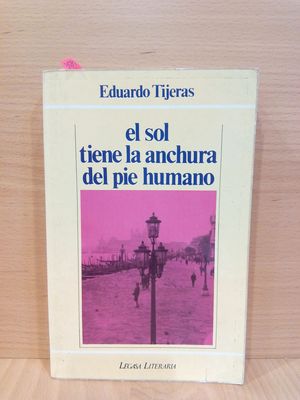 Eduardo Tijeras
el sol
tiene la anchura
del pie humano
LEGASA LITERARIA